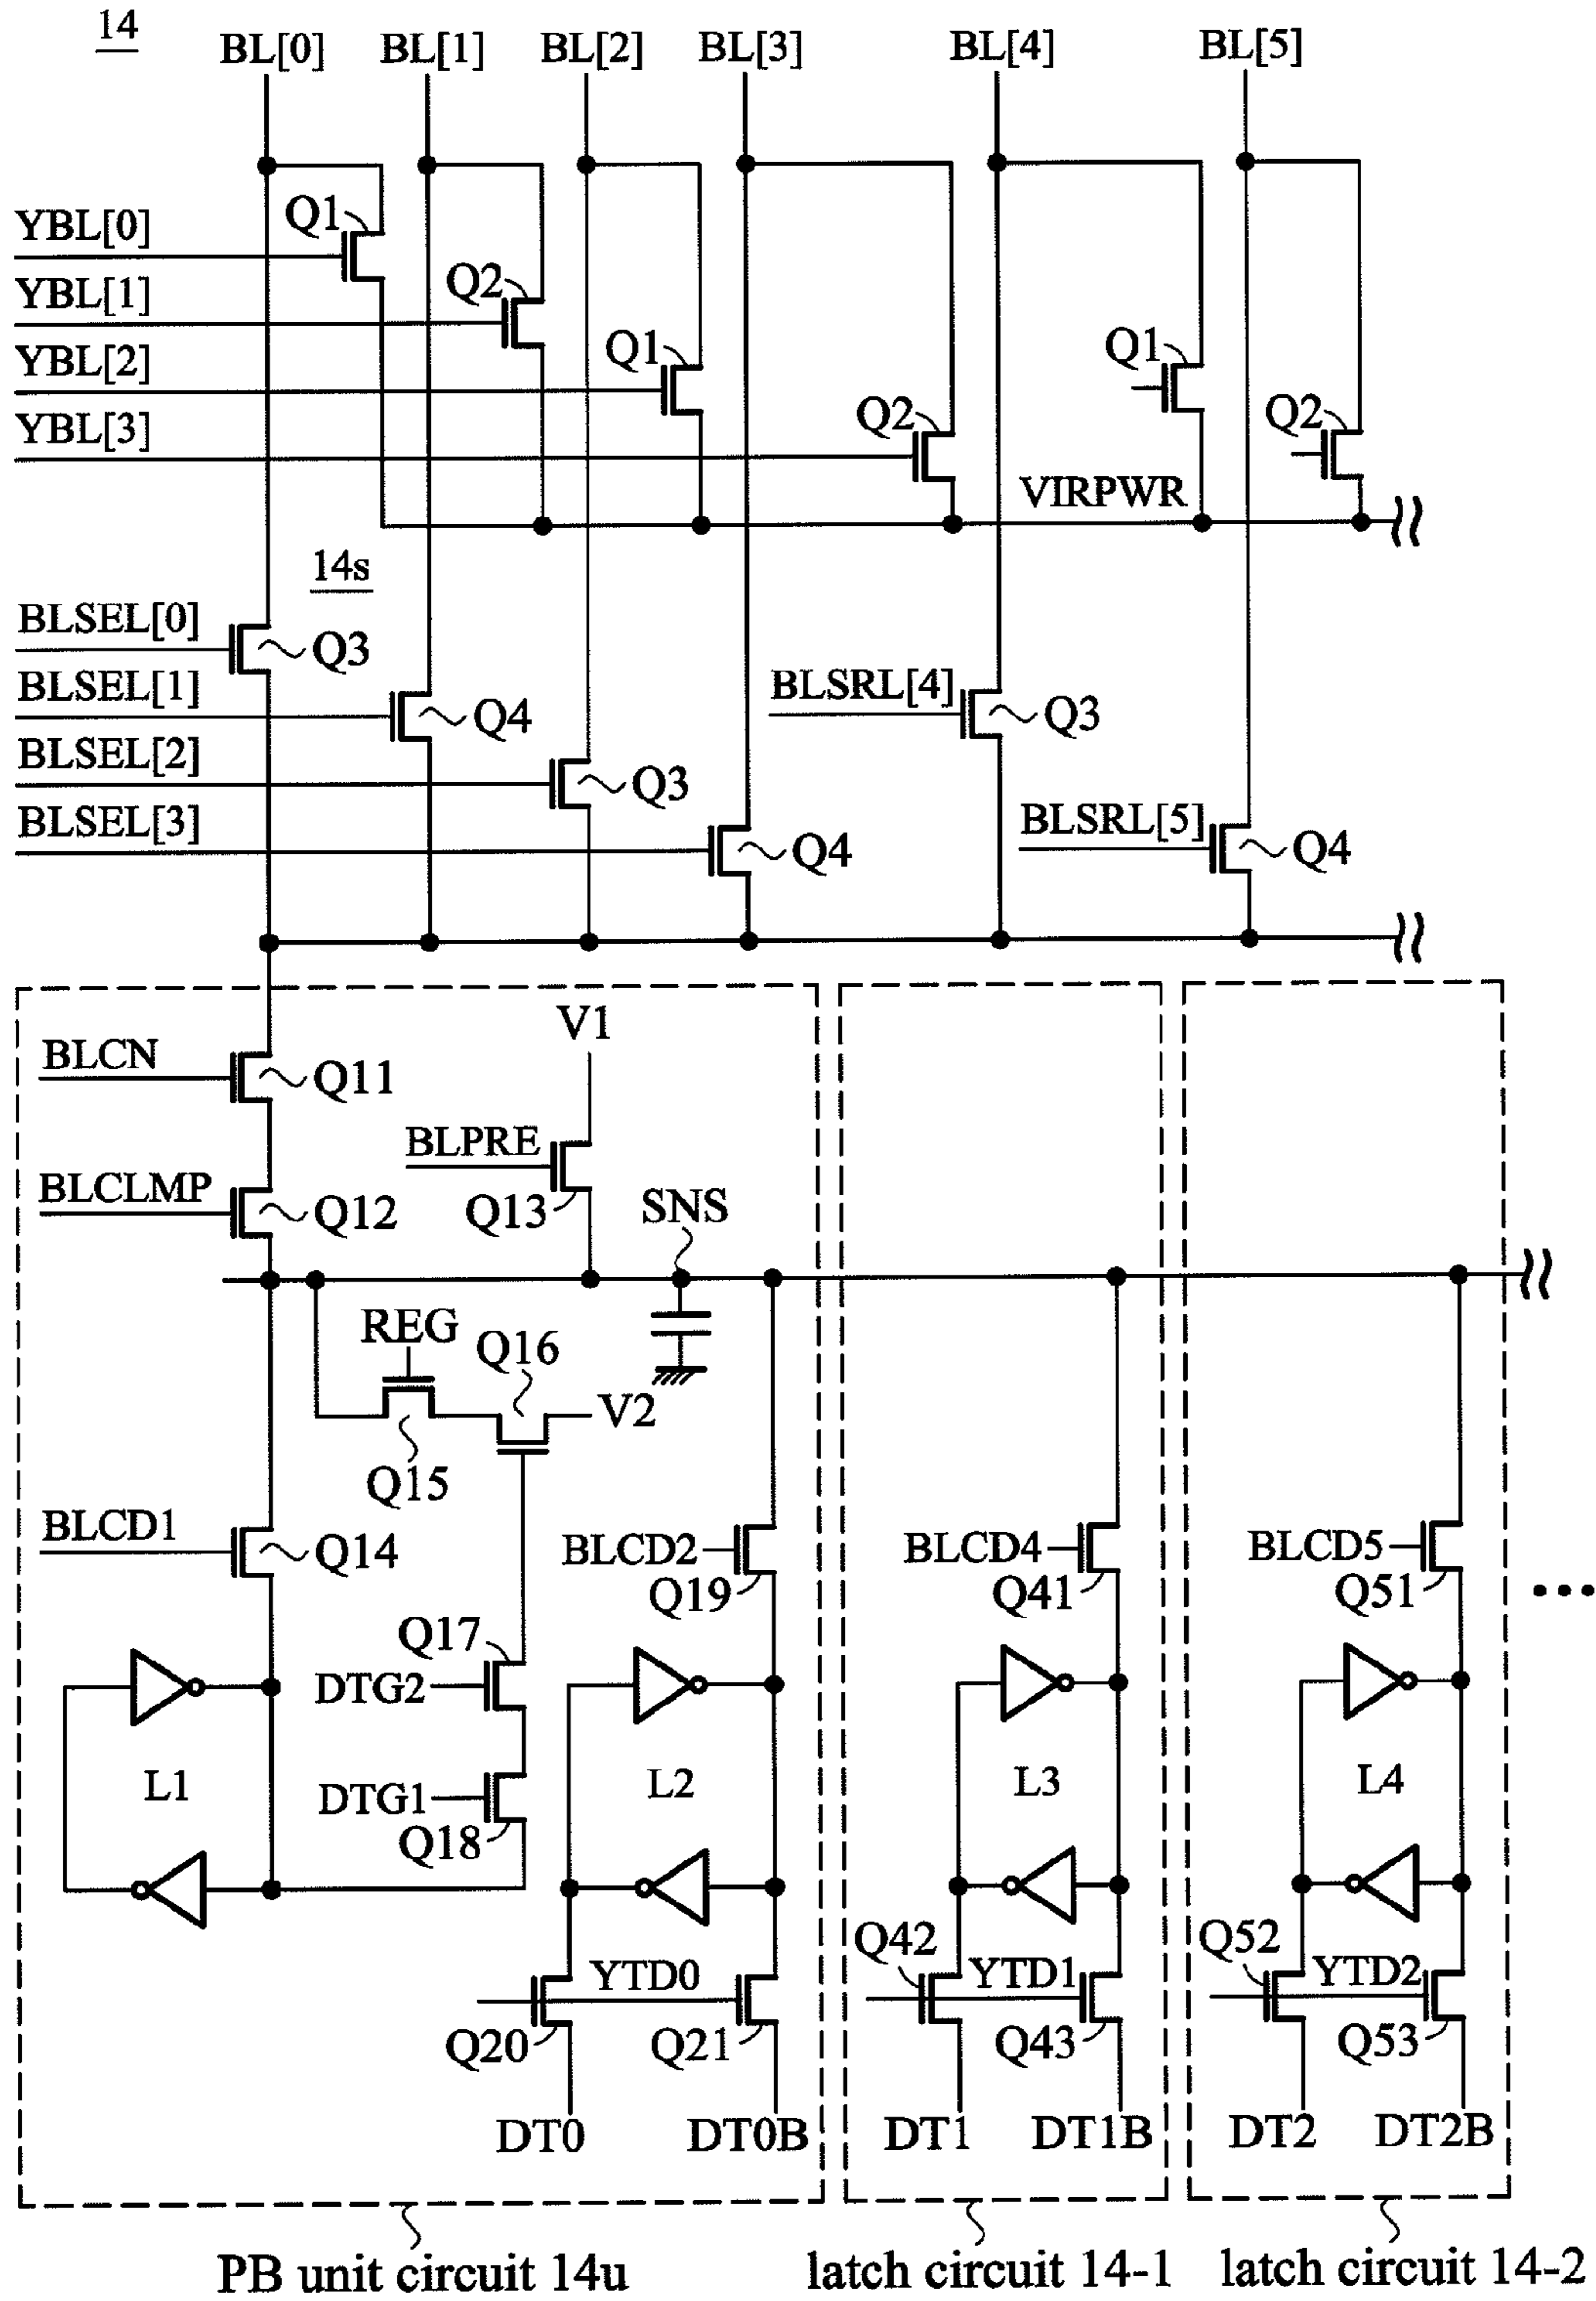 14
BL[0] BL[1] BL[2] BL[3] BL[4] BL[5]
YBL[0] Q1
YBL[1] Q2
YBL[2] Q1 Q1
YBL[3] Q2 Q2
VIRPWR
14s
BLSEL[0] Q3
BLSEL[1] Q4 BLSRL[4] Q3
BLSEL[2] Q3
BLSEL[3] Q4 BLSRL[5] Q4
V1
BLCN Q11
BLPRE
BLCLMP Q12 Q13 SNS
REG Q16
V2
Q15
BLCD1 Q14 BLCD2 Q19 BLCD4 Q41 BLCD5 Q51 ...
Q17
DTG2
L1 DTG1 L2 L3 L4
Q18
Q42 Q52
YTD0 YTD1 YTD2
Q20 Q21 Q43 Q53
DT0 DT0B DT1 DT1B DT2 DT2B
PB unit circuit 14u latch circuit 14-1 latch circuit 14-2